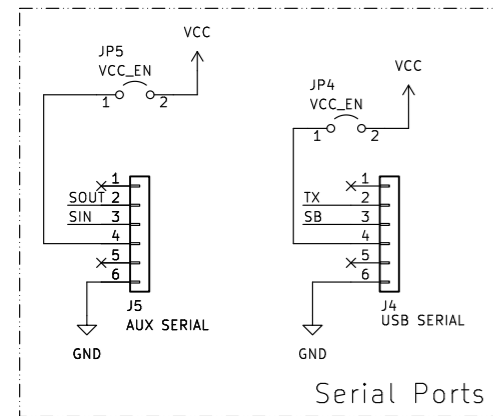 VCC
JP5
VCC_EN
1 2
VCC
JP4
VCC_EN
1 2
1
SOUT 2
SIN 3
4
5
6
J5
AUX SERIAL
GND
1
TX 2
SB 3
4
5
6
J4
USB SERIAL
GND
Serial Ports